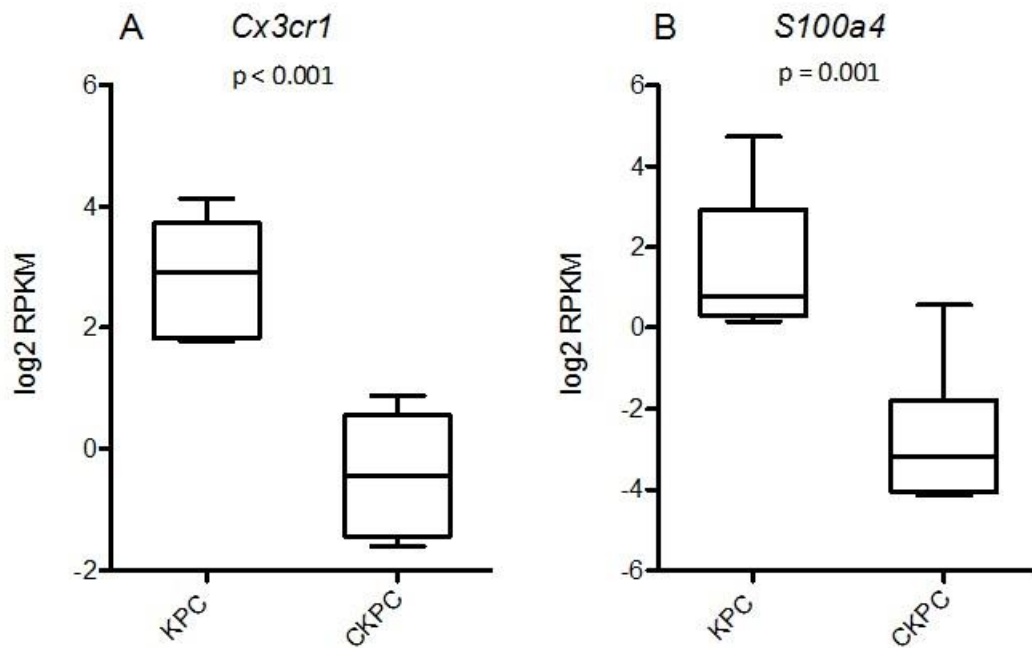 A Cx3cr1
p < 0.001
6
4
2
0
-2
log2 RPKM
KPC
CKPC
B S100a4
p = 0.001
6
4
2
0
-2
-4
-6
log2 RPKM
KPC
CKPC